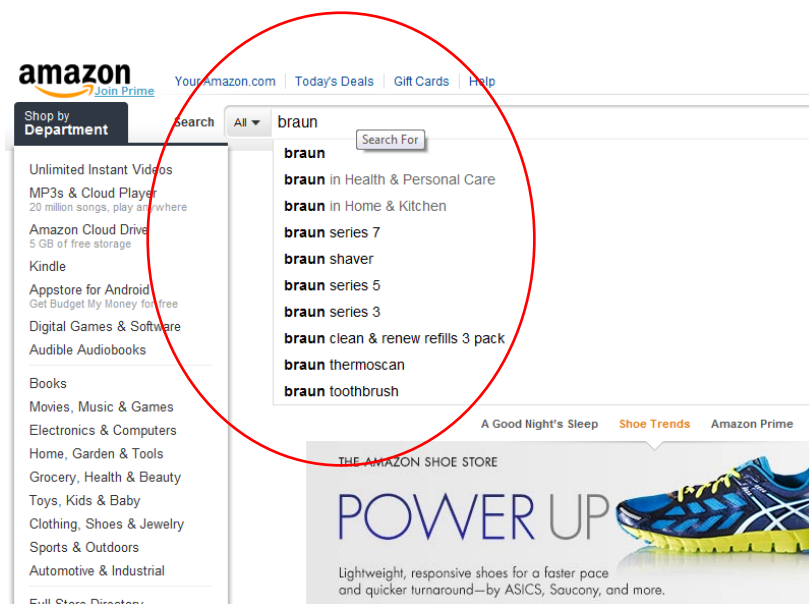 amazon
Join Prime
Your Amazon.com
Today's Deals
Gift Cards
Help
Shop by
Department
Search
All
braun
Search For
braun
braun in Health & Personal Care
braun in Home & Kitchen
braun series 7
braun shaver
braun series 5
braun series 3
braun clean & renew refills 3 pack
braun thermoscan
braun toothbrush
Unlimited Instant Videos
MP3s & Cloud Player
20 million songs, play anywhere
Amazon Cloud Drive
5 GB of free storage
Kindle
Appstore for Android
Get Budget My Money for free
Digital Games & Software
Audible Audiobooks
Books
Movies, Music & Games
Electronics & Computers
Home, Garden & Tools
Grocery, Health & Beauty
Toys, Kids & Baby
Clothing, Shoes & Jewelry
Sports & Outdoors
Automotive & Industrial
Full Store Directory
A Good Night's Sleep
Shoe Trends
Amazon Prime
THE AMAZON SHOE STORE
POWER UP
Lightweight, responsive shoes for a faster pace
and quicker turnaround—by ASICS, Saucony, and more.